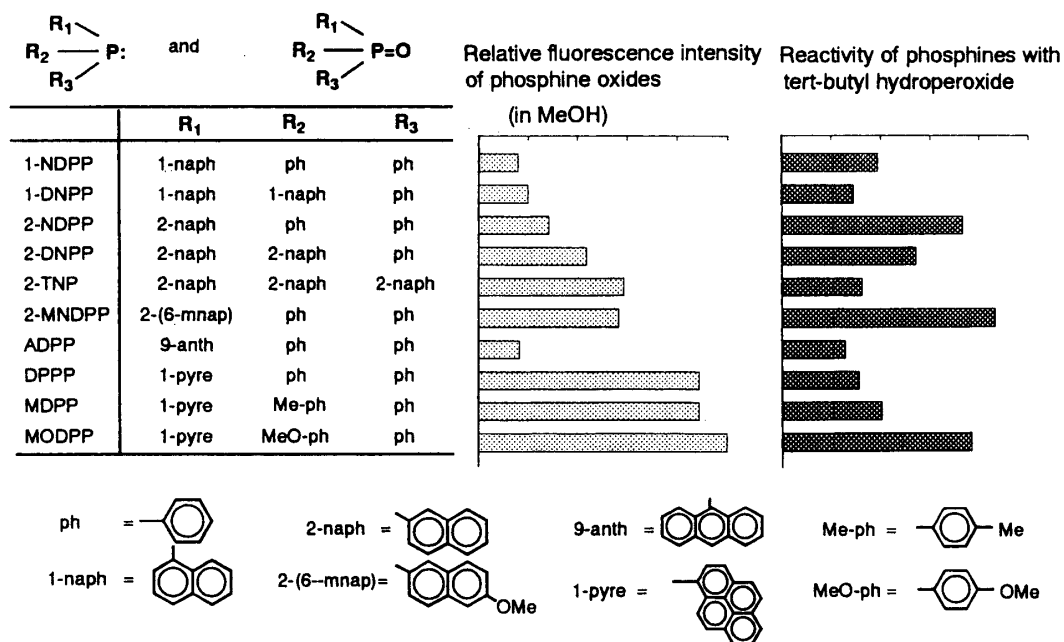 R₁ R₂ R₃ P: and R₁ R₂ R₃ P=O
Relative fluorescence intensity
of phosphine oxides
(in MeOH)
Reactivity of phosphines with
tert-butyl hydroperoxide
R₁ R₂ R₃
1-NDPP 1-naph ph ph
1-DNPP 1-naph 1-naph ph
2-NDPP 2-naph ph ph
2-DNPP 2-naph 2-naph ph
2-TNP 2-naph 2-naph 2-naph
2-MNDPP 2-(6-mnap) ph ph
ADPP 9-anth ph ph
DPPP 1-pyre ph ph
MDPP 1-pyre Me-ph ph
MODPP 1-pyre MeO-ph ph
ph = 2-naph = 9-anth = Me-ph = Me
1-naph = 2-(6--mnap)= OMe 1-pyre = MeO-ph = OMe